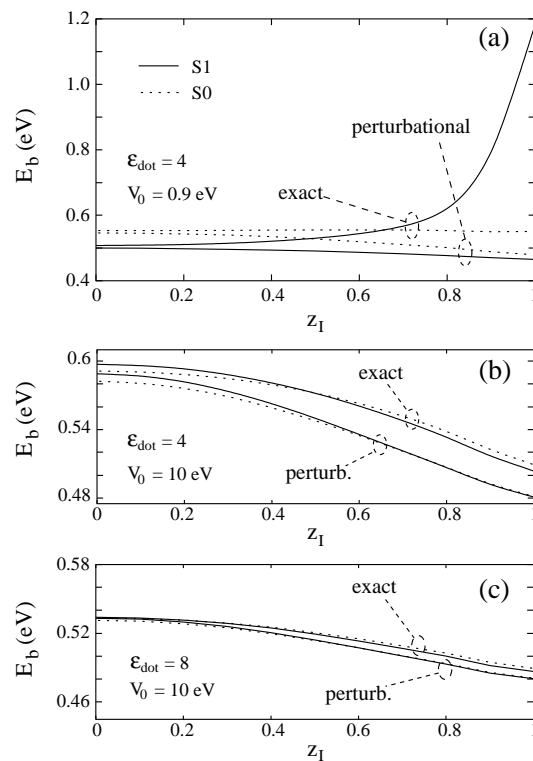 1.2
(a)
S1
S0
1.0
perturbational
0.8
E_b (eV)
ε_dot = 4
V_0 = 0.9 eV
exact
0.6
0.4
0 0.2 0.4 0.6 0.8 1
z_I
0.6
(b)
exact
E_b (eV)
0.54
ε_dot = 4
V_0 = 10 eV
perturb.
0.48
0 0.2 0.4 0.6 0.8 1
z_I
0.58
(c)
exact
E_b (eV)
0.52
ε_dot = 8
V_0 = 10 eV
perturb.
0.46
0 0.2 0.4 0.6 0.8 1
z_I